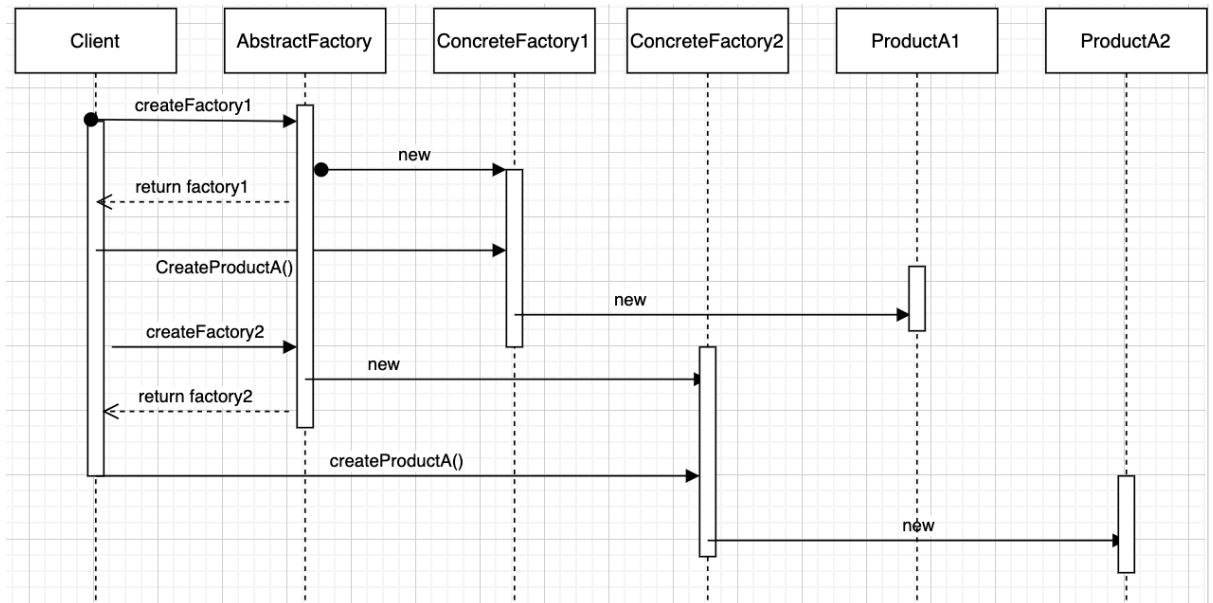 Client
AbstractFactory
ConcreteFactory1
ConcreteFactory2
ProductA1
ProductA2
createFactory1
new
return factory1
CreateProductA()
new
createFactory2
new
return factory2
createProductA()
new